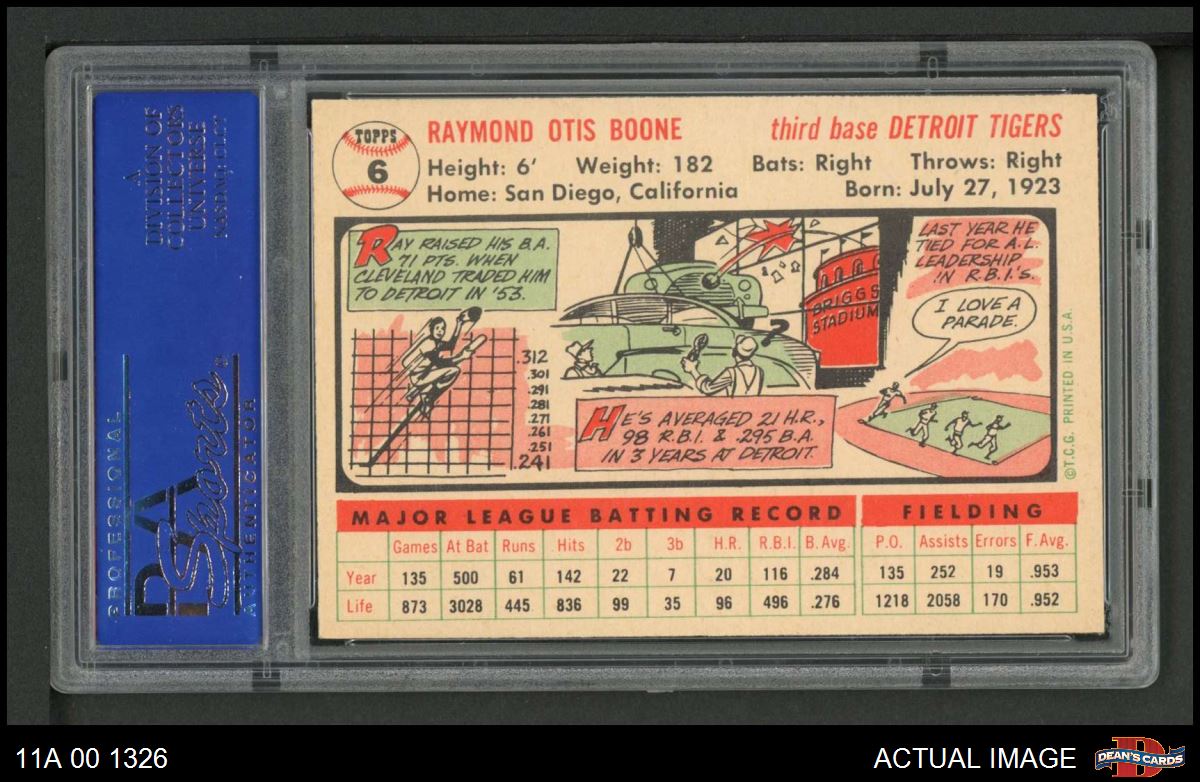 A
DIVISION OF
COLLECTORS
UNIVERSE
NASDAQ: CLCT
PROFESSIONAL
PSA
Sports
AUTHENTICATOR
TOPPS
6
RAYMOND OTIS BOONE third base DETROIT TIGERS
Height: 6' Weight: 182 Bats: Right Throws: Right
Home: San Diego, California Born: July 27, 1923
RAY RAISED HIS B.A.
71 PTS. WHEN
CLEVELAND TRADED HIM
TO DETROIT IN '53.
.312
.301
.291
.281
.271
.261
.251
.241
BRIGGS
STADIUM
HE'S AVERAGED 21 H.R.,
98 R.B.I. & .295 B.A.
IN 3 YEARS AT DETROIT.
LAST YEAR HE
TIED FOR A.L.
LEADERSHIP
IN R.B.I.'S.
I LOVE A
PARADE.
©T.C.G. PRINTED IN U.S.A.
MAJOR LEAGUE BATTING RECORD FIELDING
Games At Bat Runs Hits 2b 3b H.R. R.B.I. B. Avg. P.O. Assists Errors F. Avg.
Year 135 500 61 142 22 7 20 116 .284 135 252 19 .953
Life 873 3028 445 836 99 35 96 496 .276 1218 2058 170 .952
11A 00 1326 ACTUAL IMAGE
D
DEAN'S CARDS